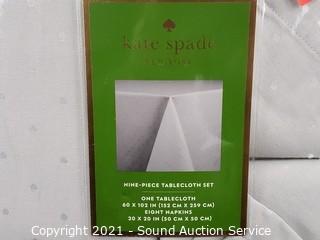 kate spade
NEW YORK
NINE-PIECE TABLECLOTH SET
ONE TABLECLOTH
60 X 102 IN (152 CM X 259 CM)
EIGHT NAPKINS
20 X 20 IN (50 CM X 50 CM)
Copyright 2021 - Sound Auction Service